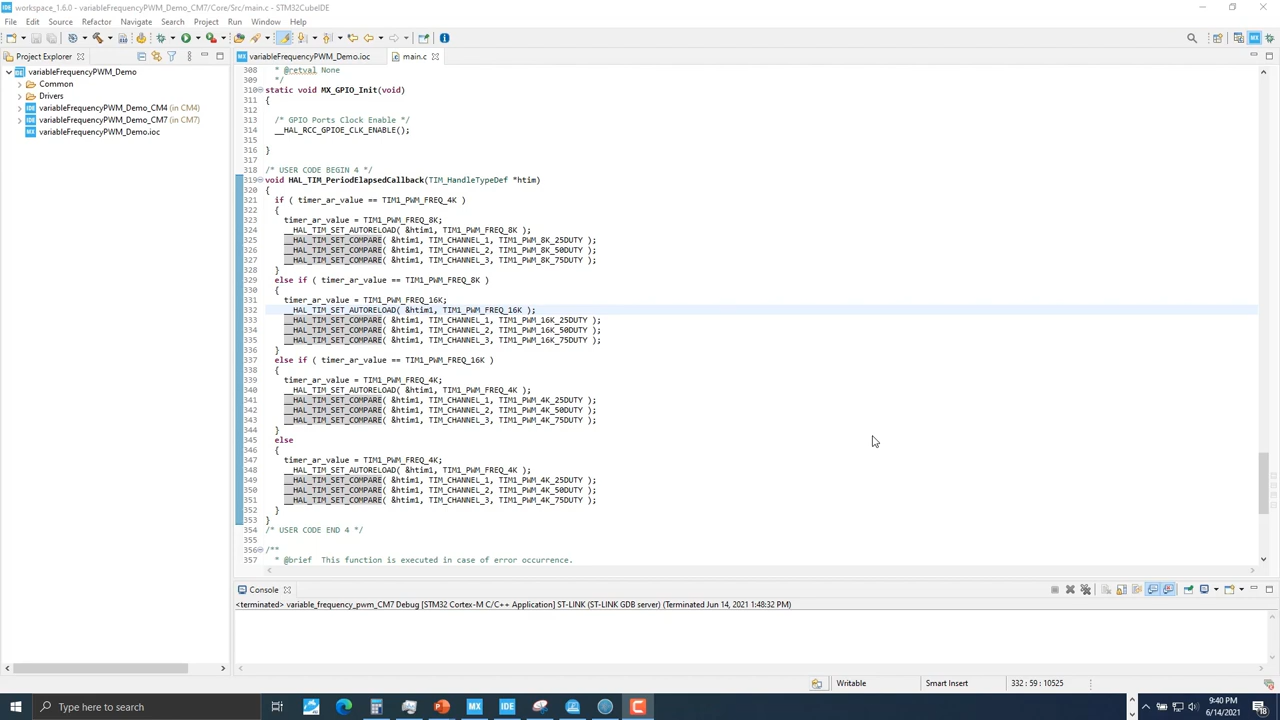 workspace_1.6.0 - variableFrequencyPWM_Demo_CM7/Core/Src/main.c - STM32CubeIDE
File Edit Source Refactor Navigate Search Project Run Window Help
Project Explorer
variableFrequencyPWM_Demo.ioc
main.c
variableFrequencyPWM_Demo
Common
Drivers
variableFrequencyPWM_Demo_CM4 (in CM4)
variableFrequencyPWM_Demo_CM7 (in CM7)
variableFrequencyPWM_Demo.ioc
308 * @retval None
309 */
310 static void MX_GPIO_Init(void)
311 {
312
313 /* GPIO Ports Clock Enable */
314 __HAL_RCC_GPIOE_CLK_ENABLE();
315
316 }
317
318 /* USER CODE BEGIN 4 */
319 void HAL_TIM_PeriodElapsedCallback(TIM_HandleTypeDef *htim)
320 {
321 if ( timer_ar_value == TIM1_PWM_FREQ_4K )
322 {
323 timer_ar_value = TIM1_PWM_FREQ_8K;
324 __HAL_TIM_SET_AUTORELOAD( &htim1, TIM1_PWM_FREQ_8K );
325 __HAL_TIM_SET_COMPARE( &htim1, TIM_CHANNEL_1, TIM1_PWM_8K_25DUTY );
326 __HAL_TIM_SET_COMPARE( &htim1, TIM_CHANNEL_2, TIM1_PWM_8K_50DUTY );
327 __HAL_TIM_SET_COMPARE( &htim1, TIM_CHANNEL_3, TIM1_PWM_8K_75DUTY );
328 }
329 else if ( timer_ar_value == TIM1_PWM_FREQ_8K )
330 {
331 timer_ar_value = TIM1_PWM_FREQ_16K;
332 __HAL_TIM_SET_AUTORELOAD( &htim1, TIM1_PWM_FREQ_16K );
333 __HAL_TIM_SET_COMPARE( &htim1, TIM_CHANNEL_1, TIM1_PWM_16K_25DUTY );
334 __HAL_TIM_SET_COMPARE( &htim1, TIM_CHANNEL_2, TIM1_PWM_16K_50DUTY );
335 __HAL_TIM_SET_COMPARE( &htim1, TIM_CHANNEL_3, TIM1_PWM_16K_75DUTY );
336 }
337 else if ( timer_ar_value == TIM1_PWM_FREQ_16K )
338 {
339 timer_ar_value = TIM1_PWM_FREQ_4K;
340 __HAL_TIM_SET_AUTORELOAD( &htim1, TIM1_PWM_FREQ_4K );
341 __HAL_TIM_SET_COMPARE( &htim1, TIM_CHANNEL_1, TIM1_PWM_4K_25DUTY );
342 __HAL_TIM_SET_COMPARE( &htim1, TIM_CHANNEL_2, TIM1_PWM_4K_50DUTY );
343 __HAL_TIM_SET_COMPARE( &htim1, TIM_CHANNEL_3, TIM1_PWM_4K_75DUTY );
344 }
345 else
346 {
347 timer_ar_value = TIM1_PWM_FREQ_4K;
348 __HAL_TIM_SET_AUTORELOAD( &htim1, TIM1_PWM_FREQ_4K );
349 __HAL_TIM_SET_COMPARE( &htim1, TIM_CHANNEL_1, TIM1_PWM_4K_25DUTY );
350 __HAL_TIM_SET_COMPARE( &htim1, TIM_CHANNEL_2, TIM1_PWM_4K_50DUTY );
351 __HAL_TIM_SET_COMPARE( &htim1, TIM_CHANNEL_3, TIM1_PWM_4K_75DUTY );
352 }
353 }
354 /* USER CODE END 4 */
355
356 /**
357 * @brief This function is executed in case of error occurrence.
Console
<terminated> variable_frequency_pwm_CM7 Debug [STM32 Cortex-M C/C++ Application] ST-LINK (ST-LINK GDB server) (Terminated Jun 14, 2021 1:48:32 PM)
Writable
Smart Insert
332 : 59 : 10525
Type here to search
9:40 PM
6/14/2021
18